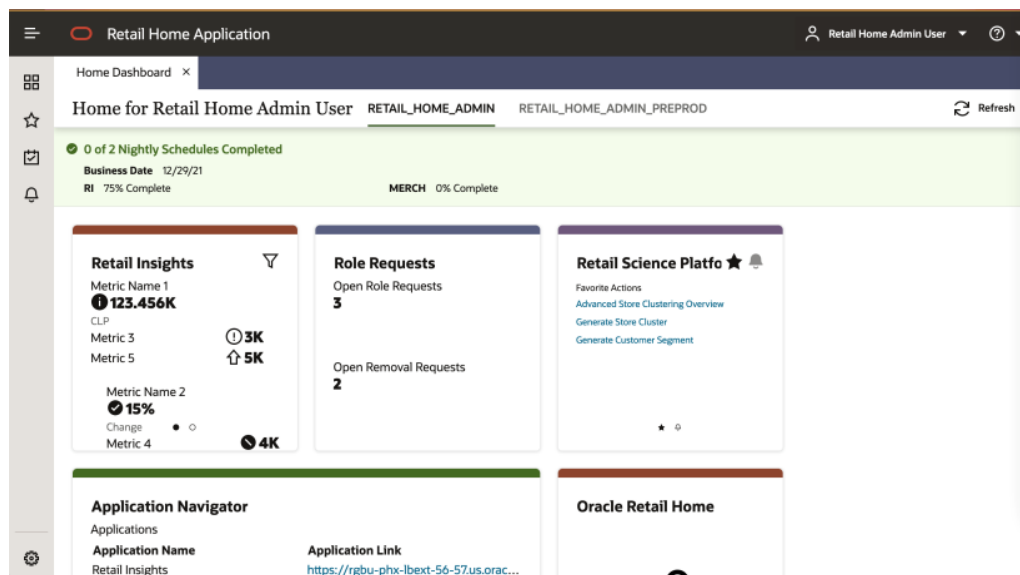 Retail Home Application
Retail Home Admin User
Home Dashboard ×
Home for Retail Home Admin User RETAIL_HOME_ADMIN RETAIL_HOME_ADMIN_PREPROD Refresh
0 of 2 Nightly Schedules Completed
Business Date 12/29/21
RI 75% Complete MERCH 0% Complete
Retail Insights
Metric Name 1
123.456K
CLP
Metric 3 3K
Metric 5 5K
Metric Name 2
15%
Change
Metric 4 4K
Role Requests
Open Role Requests
3
Open Removal Requests
2
Retail Science Platfo
Favorite Actions
Advanced Store Clustering Overview
Generate Store Cluster
Generate Customer Segment
Application Navigator
Applications
Application Name Application Link
Retail Insights https://rgbu-phx-lbext-56-57.us.orac...
Oracle Retail Home